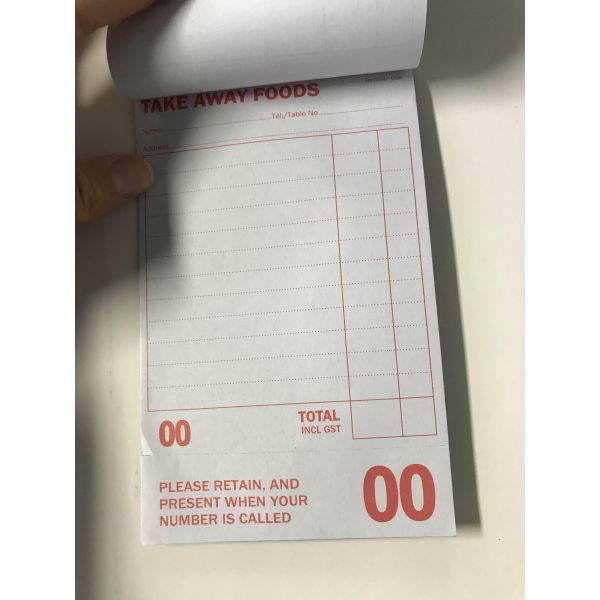 TAKE AWAY FOODS
Name
Tel./Table No.
Address
00
TOTAL
INCL GST
PLEASE RETAIN, AND
PRESENT WHEN YOUR
NUMBER IS CALLED
00